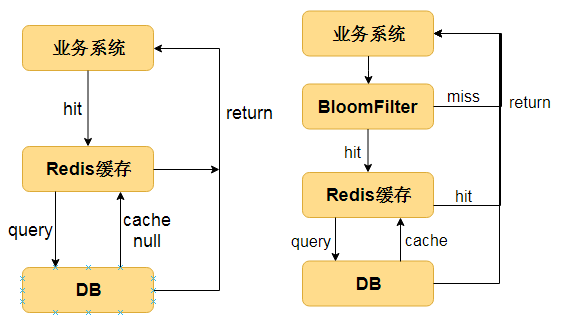 业务系统
hit
Redis缓存
return
query
cache
null
DB
业务系统
BloomFilter
miss
return
hit
Redis缓存
hit
query
cache
DB